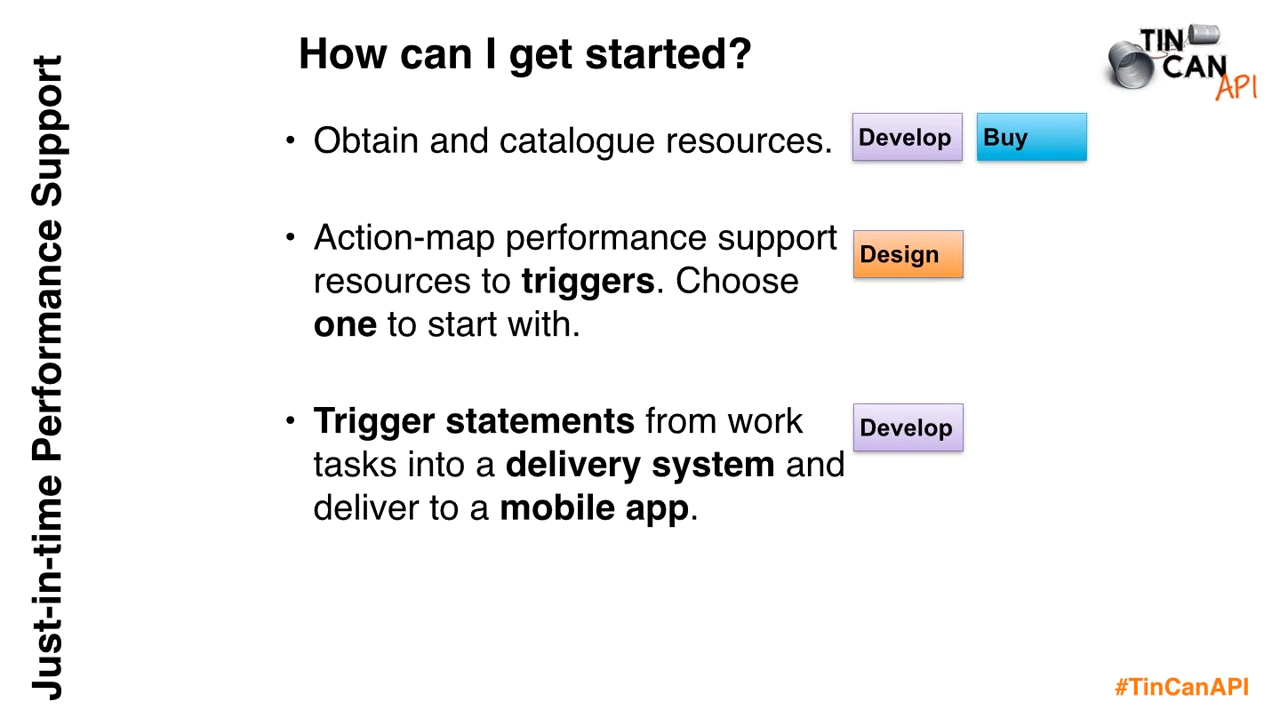 How can I get started?
TIN
CAN
API
Just-in-time Performance Support
• Obtain and catalogue resources.
Develop
Buy
• Action-map performance support
resources to triggers. Choose
one to start with.
Design
• Trigger statements from work
tasks into a delivery system and
deliver to a mobile app.
Develop
#TinCanAPI